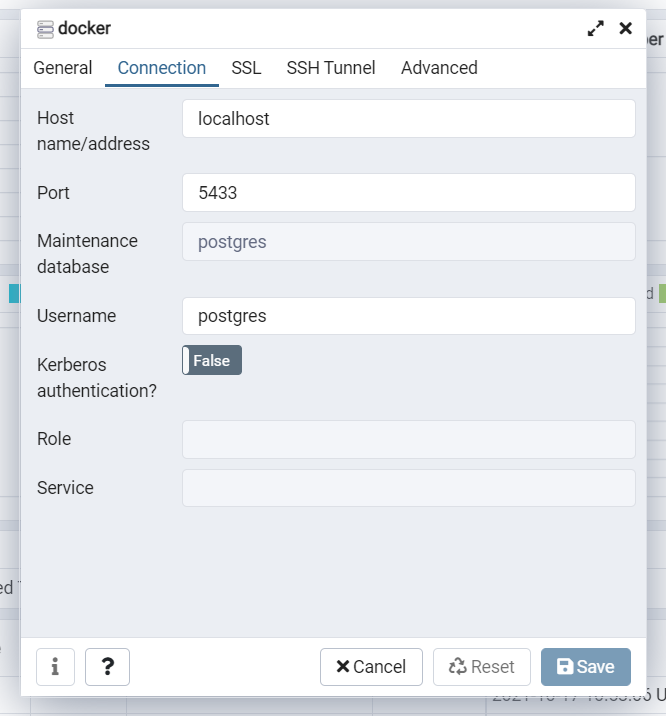 docker
General Connection SSL SSH Tunnel Advanced
Host
name/address
localhost
Port
5433
Maintenance
database
postgres
Username
postgres
Kerberos
authentication?
False
Role
Service
i
?
Cancel
Reset
Save